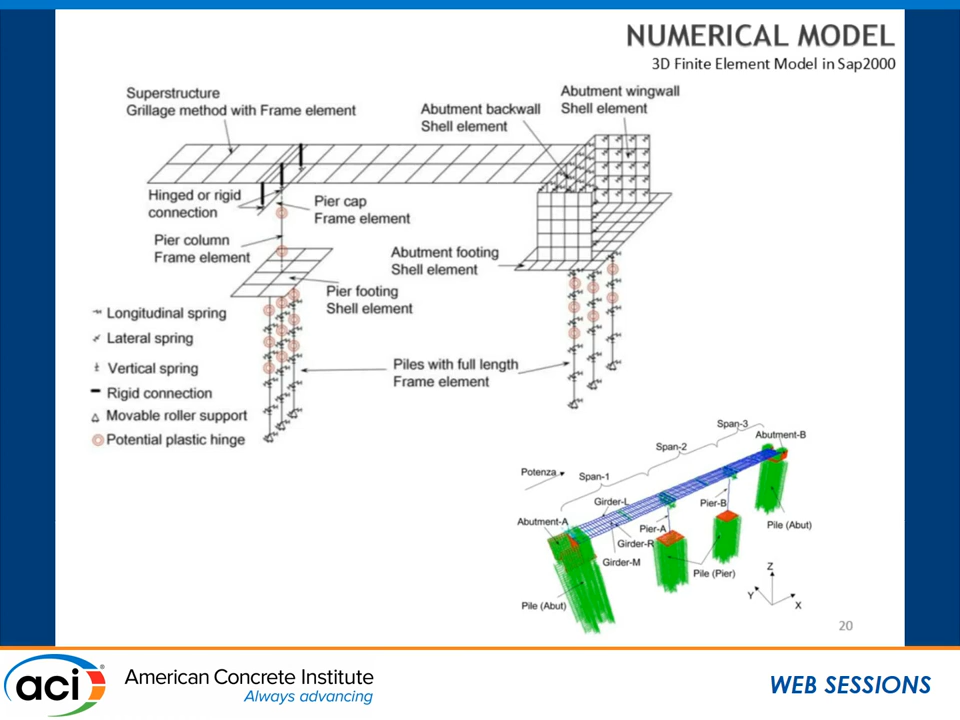 NUMERICAL MODEL
3D Finite Element Model in Sap2000
Superstructure
Grillage method with Frame element
Abutment backwall
Shell element
Abutment wingwall
Shell element
Hinged or rigid
connection
Pier cap
Frame element
Pier column
Frame element
Abutment footing
Shell element
Pier footing
Shell element
Longitudinal spring
Lateral spring
Vertical spring
Rigid connection
Movable roller support
Potential plastic hinge
Piles with full length
Frame element
Span-3
Abutment-B
Span-2
Potenza
Span-1
Girder-L
Pier-B
Abutment-A
Pier-A
Pile (Abut)
Girder-R
Girder-M
Pile (Pier)
Z
Y
X
Pile (Abut)
20
aci
®
American Concrete Institute
Always advancing
WEB SESSIONS